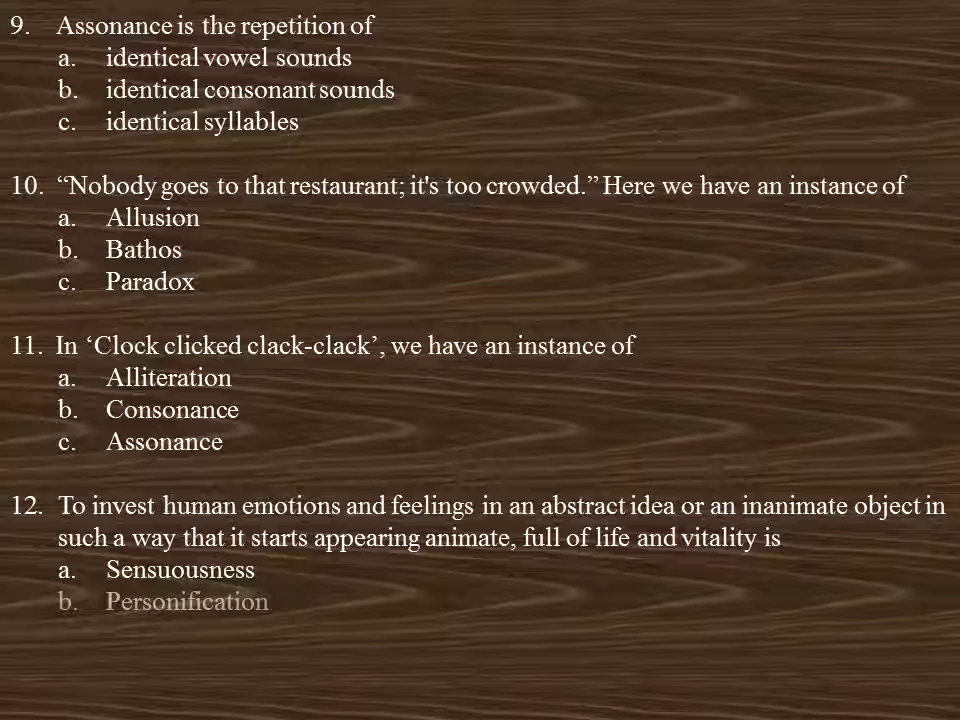 9. Assonance is the repetition of
a. identical vowel sounds
b. identical consonant sounds
c. identical syllables
10. “Nobody goes to that restaurant; it's too crowded.” Here we have an instance of
a. Allusion
b. Bathos
c. Paradox
11. In ‘Clock clicked clack-clack’, we have an instance of
a. Alliteration
b. Consonance
c. Assonance
12. To invest human emotions and feelings in an abstract idea or an inanimate object in
such a way that it starts appearing animate, full of life and vitality is
a. Sensuousness
b. Personification